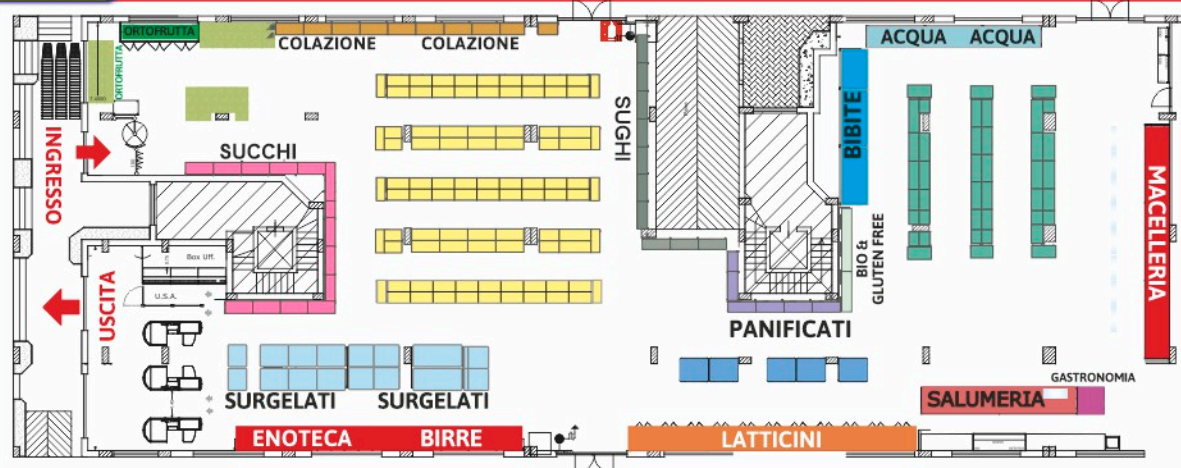 ORTOFRUTTA
COLAZIONE
COLAZIONE
ACQUA
ACQUA
ORTOFRUTTA
SUGHI
BIBITE
INGRESSO
SUCCHI
MACELLERIA
BIO &
GLUTEN FREE
Box Uff.
U.S.A.
USCITA
PANIFICATI
GASTRONOMIA
SURGELATI
SURGELATI
SALUMERIA
ENOTECA
BIRRE
LATTICINI